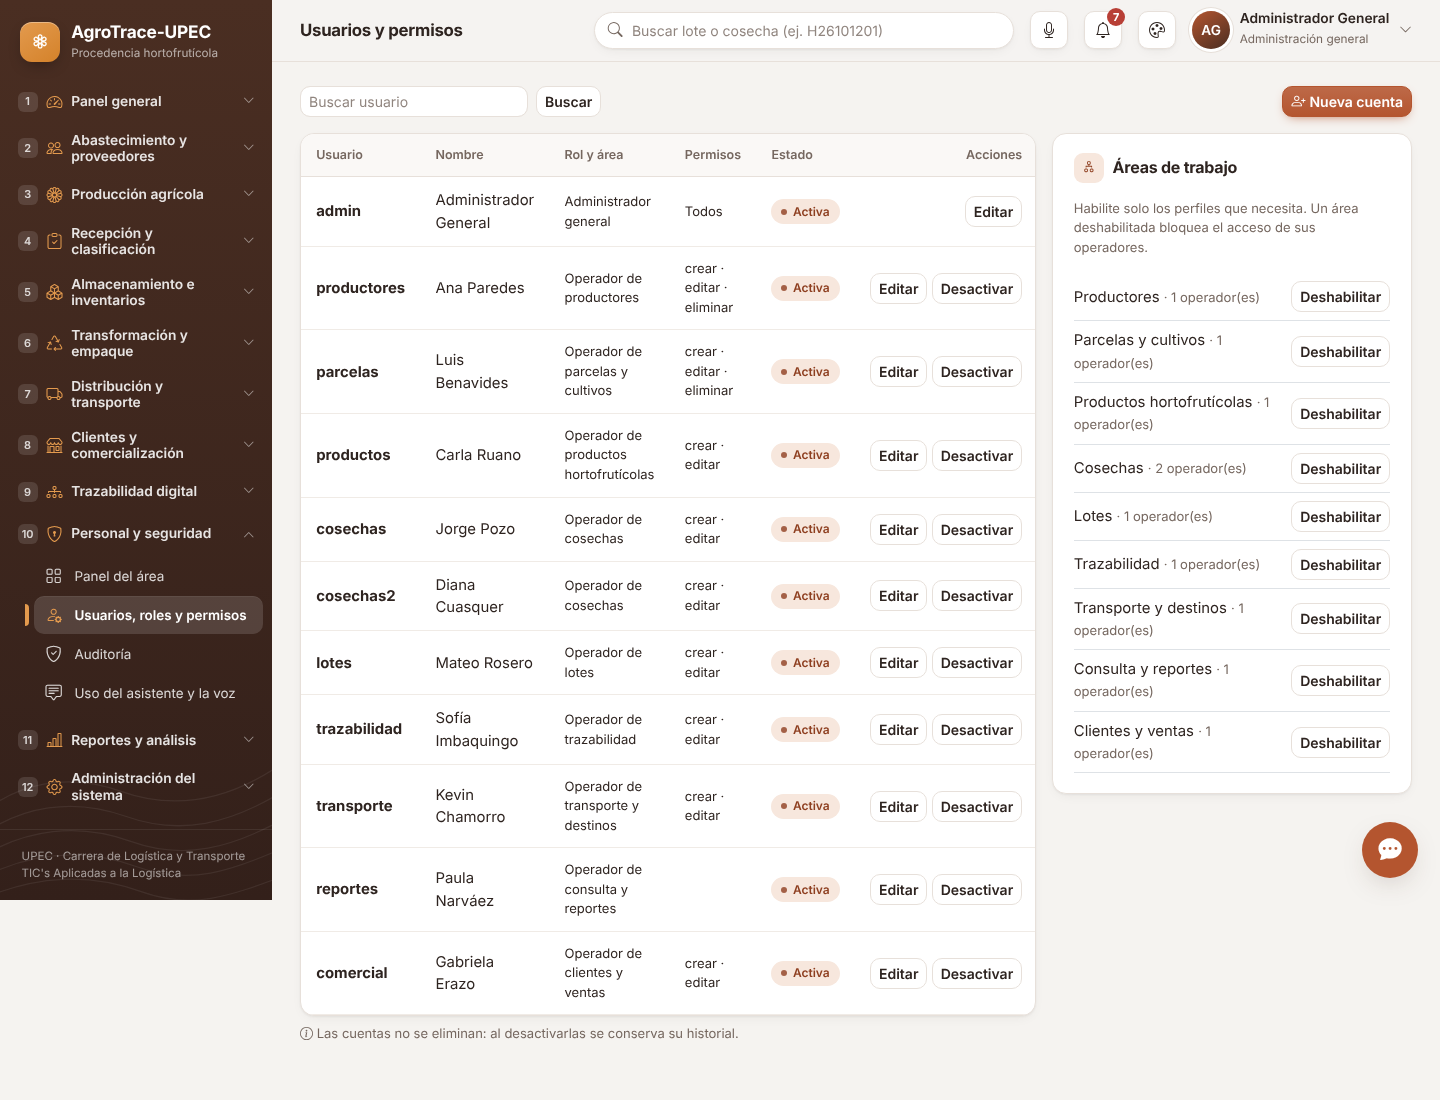 AgroTrace-UPEC
Procedencia hortofrutícola
1 Panel general
2 Abastecimiento y
proveedores
3 Producción agrícola
4 Recepción y
clasificación
5 Almacenamiento e
inventarios
6 Transformación y
empaque
7 Distribución y
transporte
8 Clientes y
comercialización
9 Trazabilidad digital
10 Personal y seguridad
Panel del área
Usuarios, roles y permisos
Auditoría
Uso del asistente y la voz
11 Reportes y análisis
12 Administración del
sistema
UPEC · Carrera de Logística y Transporte
TIC's Aplicadas a la Logística
Usuarios y permisos
Buscar lote o cosecha (ej. H26101201)
7
AG
Administrador General
Administración general
Buscar usuario
Buscar
Nueva cuenta
Usuario Nombre Rol y área Permisos Estado Acciones
admin
Administrador
General
Administrador
general
Todos
Activa
Editar
productores
Ana Paredes
Operador de
productores
crear ·
editar ·
eliminar
Activa
Editar Desactivar
parcelas
Luis
Benavides
Operador de
parcelas y
cultivos
crear ·
editar ·
eliminar
Activa
Editar Desactivar
productos
Carla Ruano
Operador de
productos
hortofrutícolas
crear ·
editar
Activa
Editar Desactivar
cosechas
Jorge Pozo
Operador de
cosechas
crear ·
editar
Activa
Editar Desactivar
cosechas2
Diana
Cuasquer
Operador de
cosechas
crear ·
editar
Activa
Editar Desactivar
lotes
Mateo Rosero
Operador de
lotes
crear ·
editar
Activa
Editar Desactivar
trazabilidad
Sofía
Imbaquingo
Operador de
trazabilidad
crear ·
editar
Activa
Editar Desactivar
transporte
Kevin
Chamorro
Operador de
transporte y
destinos
crear ·
editar
Activa
Editar Desactivar
reportes
Paula
Narváez
Operador de
consulta y
reportes
Activa
Editar Desactivar
comercial
Gabriela
Erazo
Operador de
clientes y
ventas
crear ·
editar
Activa
Editar Desactivar
Las cuentas no se eliminan: al desactivarlas se conserva su historial.
Áreas de trabajo
Habilite solo los perfiles que necesita. Un área
deshabilitada bloquea el acceso de sus
operadores.
Productores · 1 operador(es)
Deshabilitar
Parcelas y cultivos · 1
operador(es)
Deshabilitar
Productos hortofrutícolas · 1
operador(es)
Deshabilitar
Cosechas · 2 operador(es)
Deshabilitar
Lotes · 1 operador(es)
Deshabilitar
Trazabilidad · 1 operador(es)
Deshabilitar
Transporte y destinos · 1
operador(es)
Deshabilitar
Consulta y reportes · 1
operador(es)
Deshabilitar
Clientes y ventas · 1
operador(es)
Deshabilitar